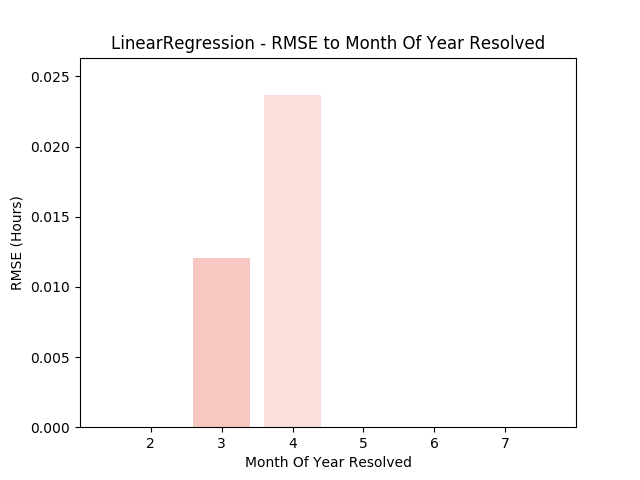 LinearRegression - RMSE to Month Of Year Resolved
0.025
0.020
0.015
0.010
0.005
0.000
RMSE (Hours)
2 3 4 5 6 7
Month Of Year Resolved